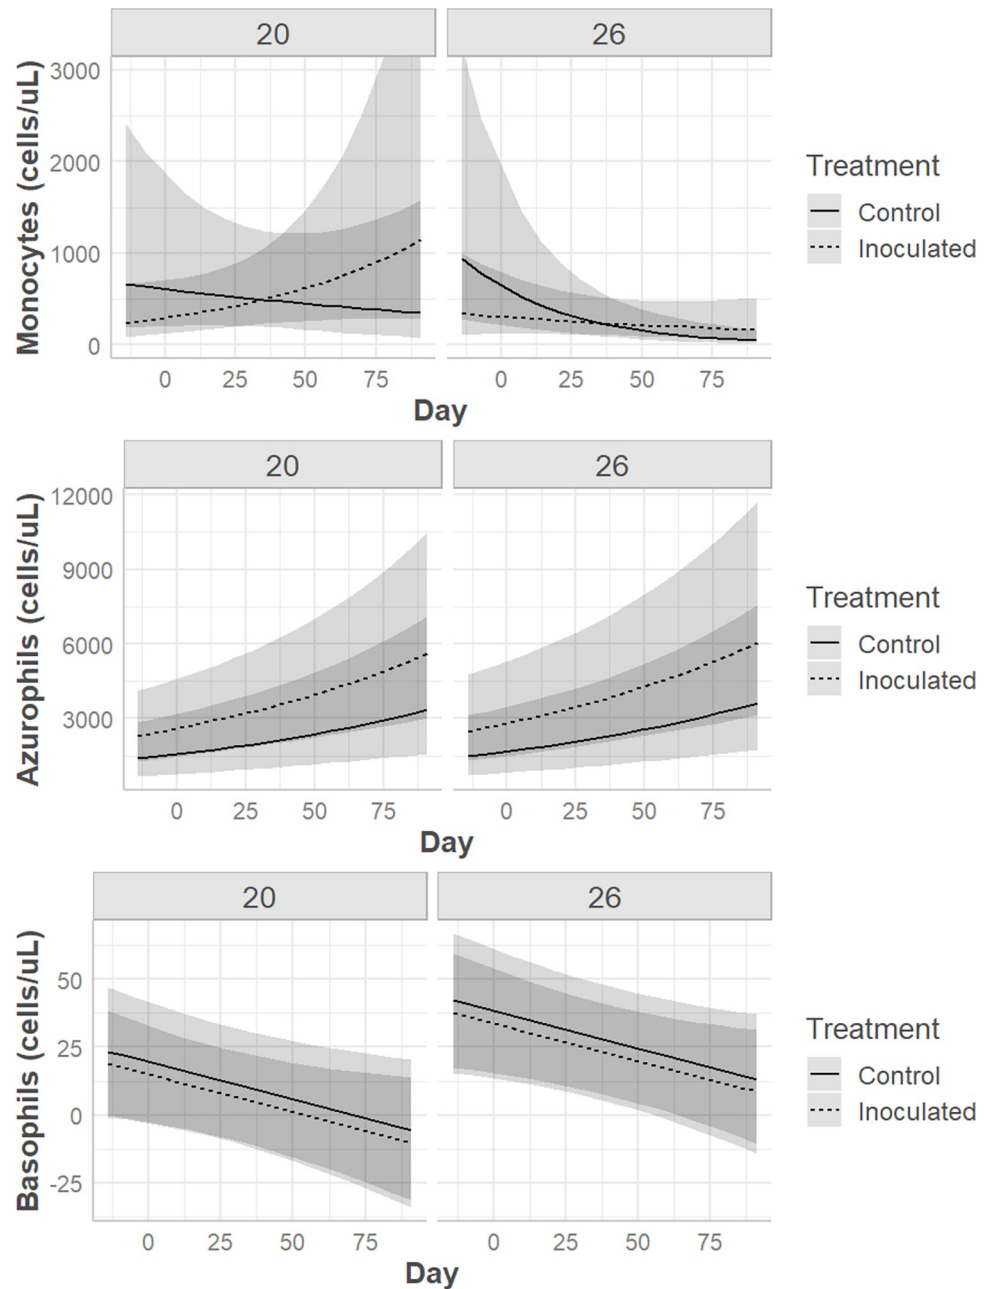 20 26
Monocytes (cells/uL)
3000
2000
1000
0
0 25 50 75 0 25 50 75
Day
Treatment
Control
Inoculated
20 26
Azurophils (cells/uL)
12000
9000
6000
3000
0 25 50 75 0 25 50 75
Day
Treatment
Control
Inoculated
20 26
Basophils (cells/uL)
50
25
0
-25
0 25 50 75 0 25 50 75
Day
Treatment
Control
Inoculated